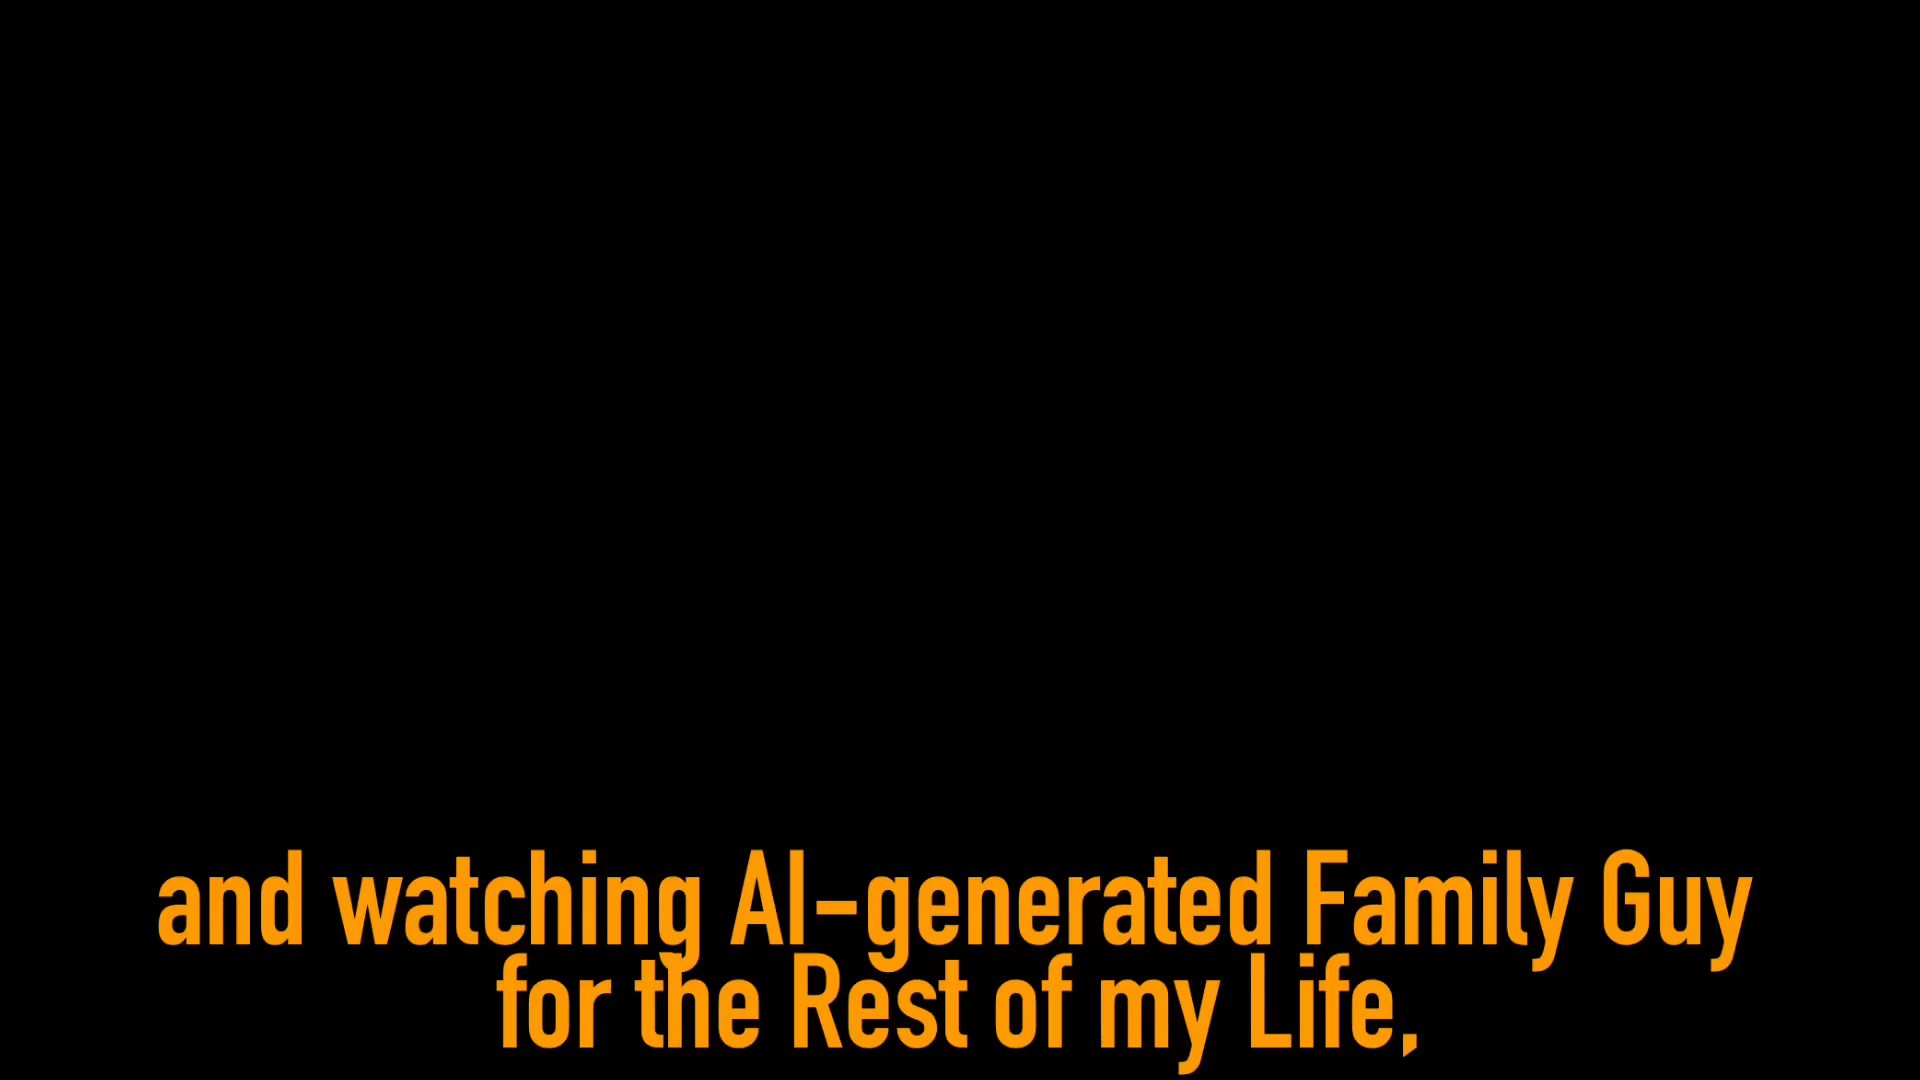 and watching AI-generated Family Guy
for the Rest of my Life,